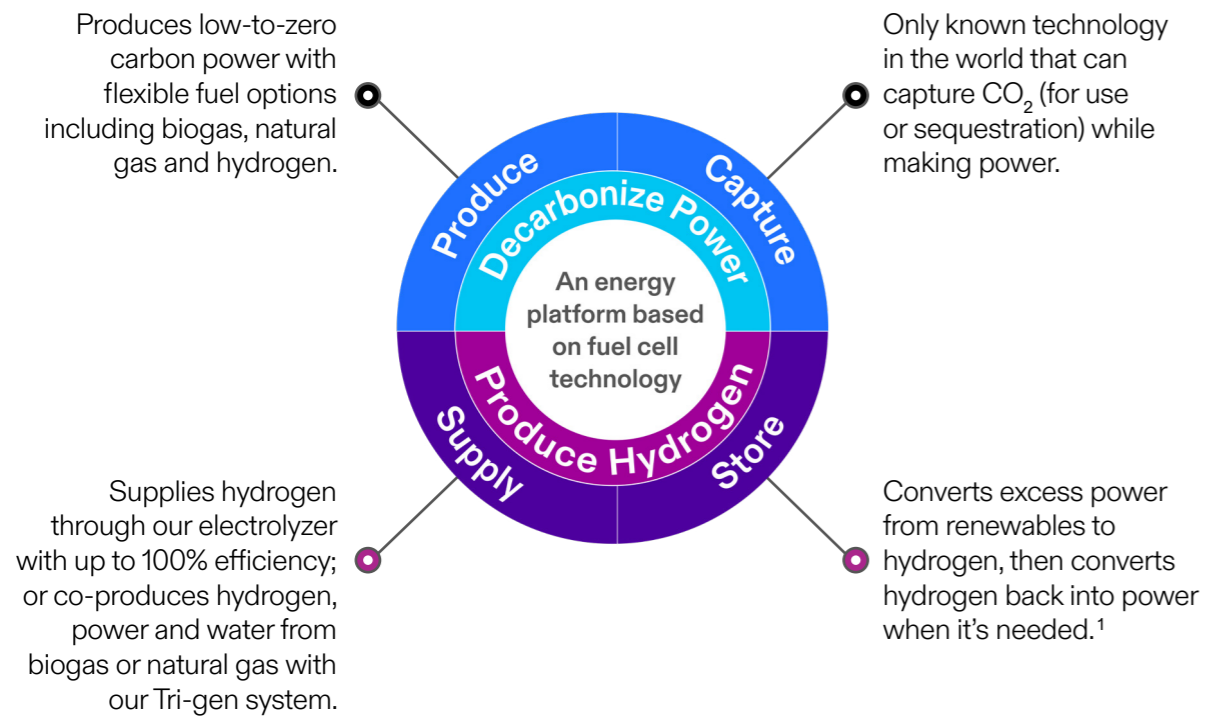 Produces low-to-zero
carbon power with
flexible fuel options
including biogas, natural
gas and hydrogen.
Only known technology
in the world that can
capture CO₂ (for use
or sequestration) while
making power.
Produce
Capture
Decarbonize Power
An energy
platform based
on fuel cell
technology
Produce Hydrogen
Supply
Store
Supplies hydrogen
through our electrolyzer
with up to 100% efficiency;
or co-produces hydrogen,
power and water from
biogas or natural gas with
our Tri-gen system.
Converts excess power
from renewables to
hydrogen, then converts
hydrogen back into power
when it’s needed.¹